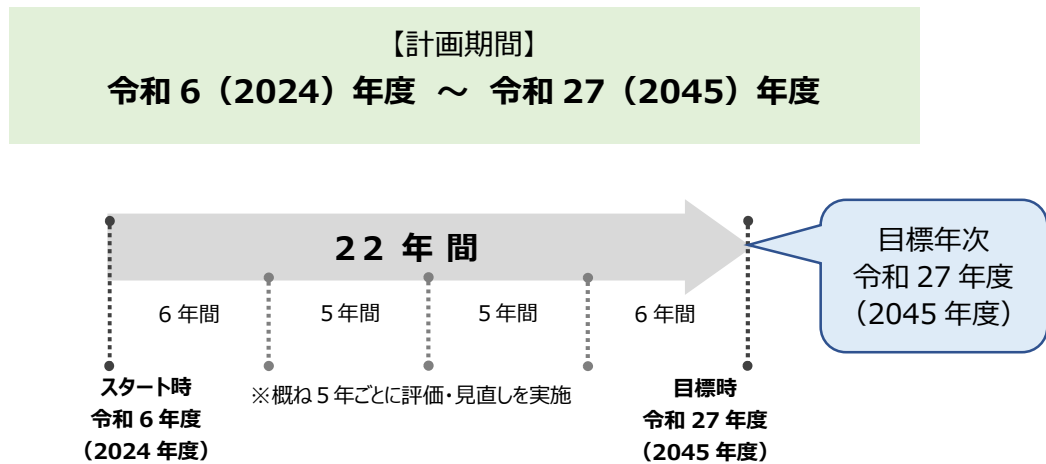 【計画期間】
令和 6（2024）年度 ～ 令和 27（2045）年度
22 年 間
6 年間
5 年間
5 年間
6 年間
目標年次
令和 27 年度
（2045 年度）
スタート時
令和 6 年度
（2024 年度）
※概ね 5 年ごとに評価・見直しを実施
目標時
令和 27 年度
（2045 年度）